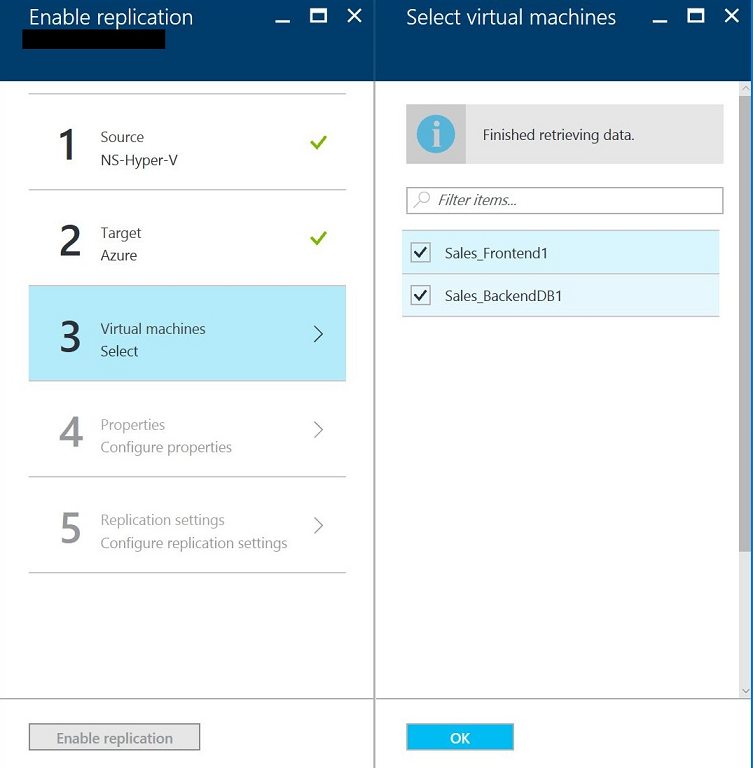 Enable replication
1
Source
NS-Hyper-V
2
Target
Azure
3
Virtual machines
Select
4
Properties
Configure properties
5
Replication settings
Configure replication settings
Enable replication
Select virtual machines
Finished retrieving data.
Filter items...
Sales_Frontend1
Sales_BackendDB1
OK